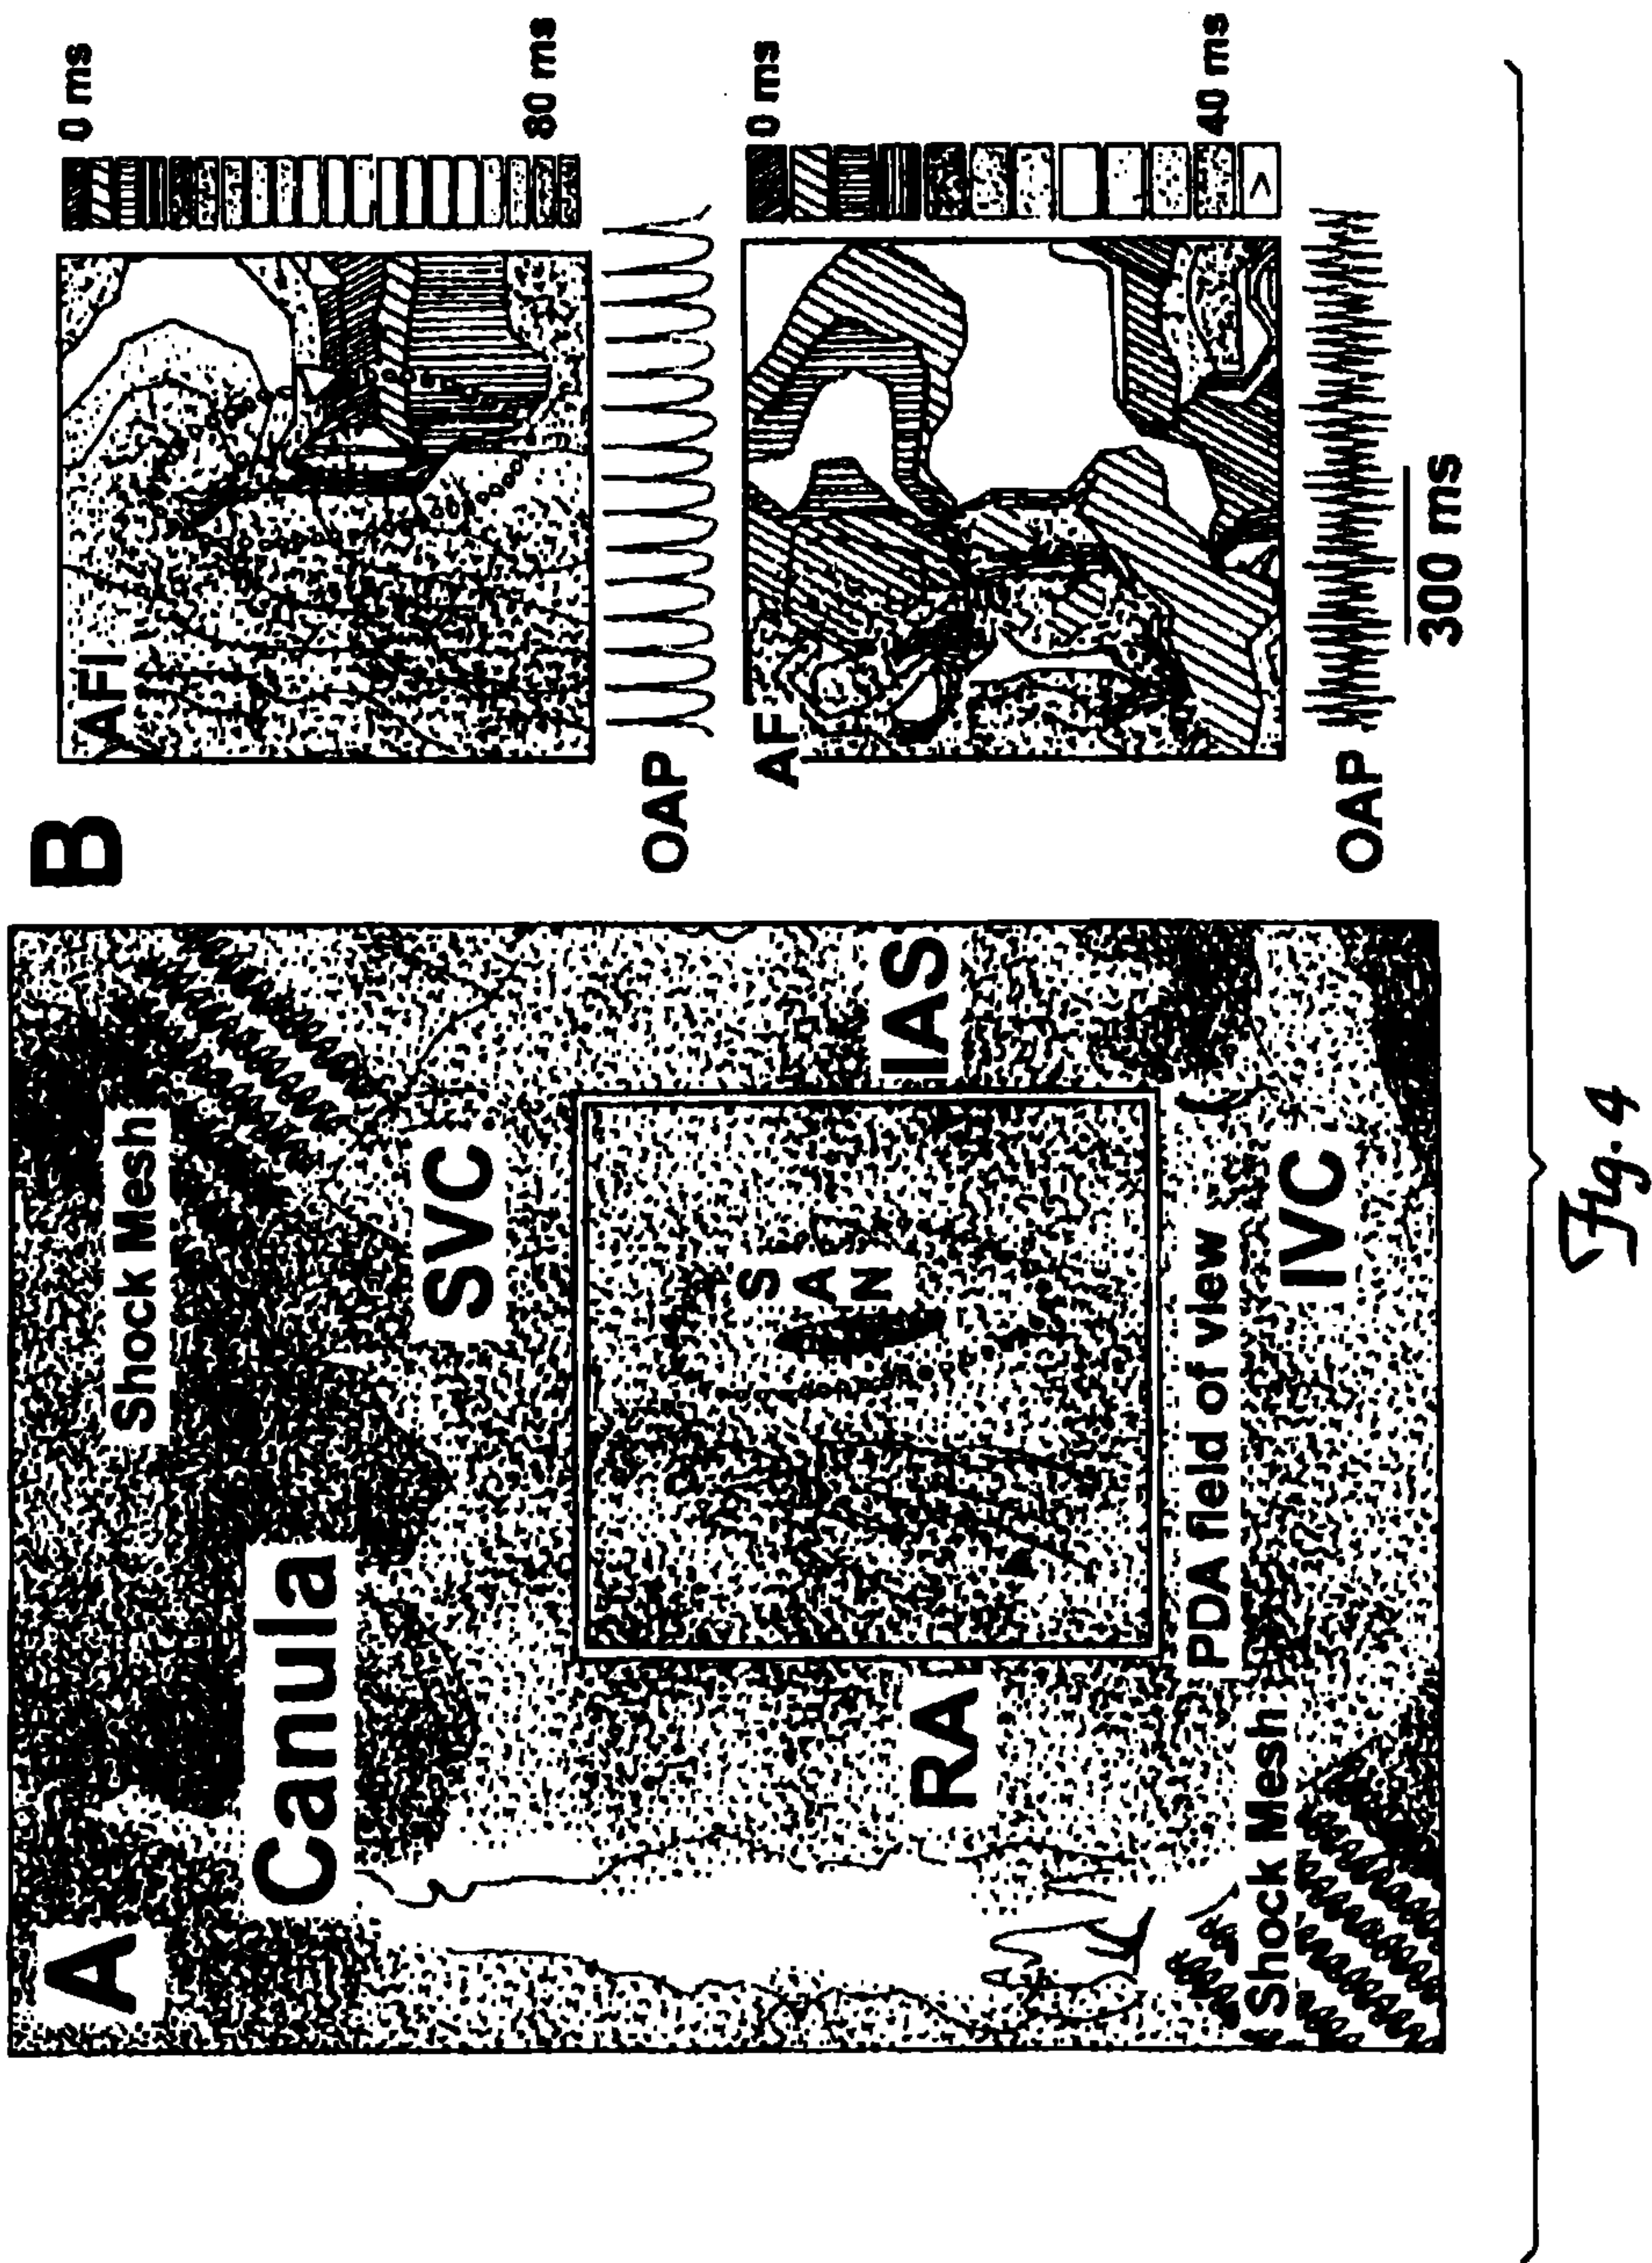 A
Shock Mesh
Canula
SVC
S
A
N
IAS
RA
PDA field of view
IVC
Shock Mesh
B
AFl
0 ms
80 ms
OAP
AF
0 ms
40 ms
>
OAP
300 ms
Fig. 4